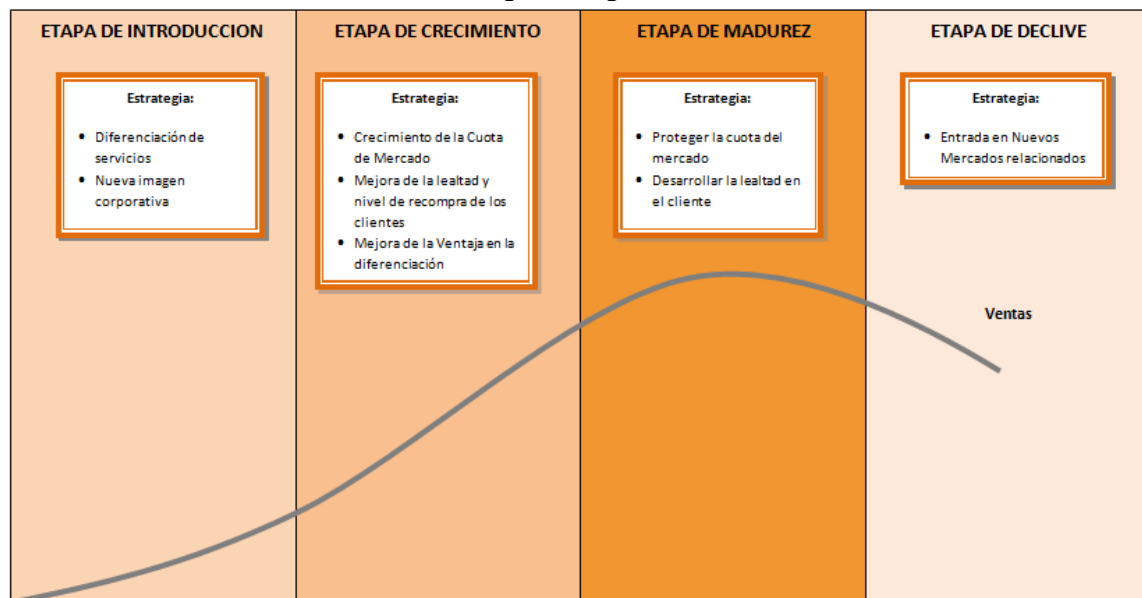 ETAPA DE INTRODUCCION
Estrategia:
• Diferenciación de
servicios
• Nueva imagen
corporativa
ETAPA DE CRECIMIENTO
Estrategia:
• Crecimiento de la Cuota
de Mercado
• Mejora de la lealtad y
nivel de recompra de los
clientes
• Mejora de la Ventaja en la
diferenciación
ETAPA DE MADUREZ
Estrategia:
• Proteger la cuota del
mercado
• Desarrollar la lealtad en
el cliente
ETAPA DE DECLIVE
Estrategia:
• Entrada en Nuevos
Mercados relacionados
Ventas